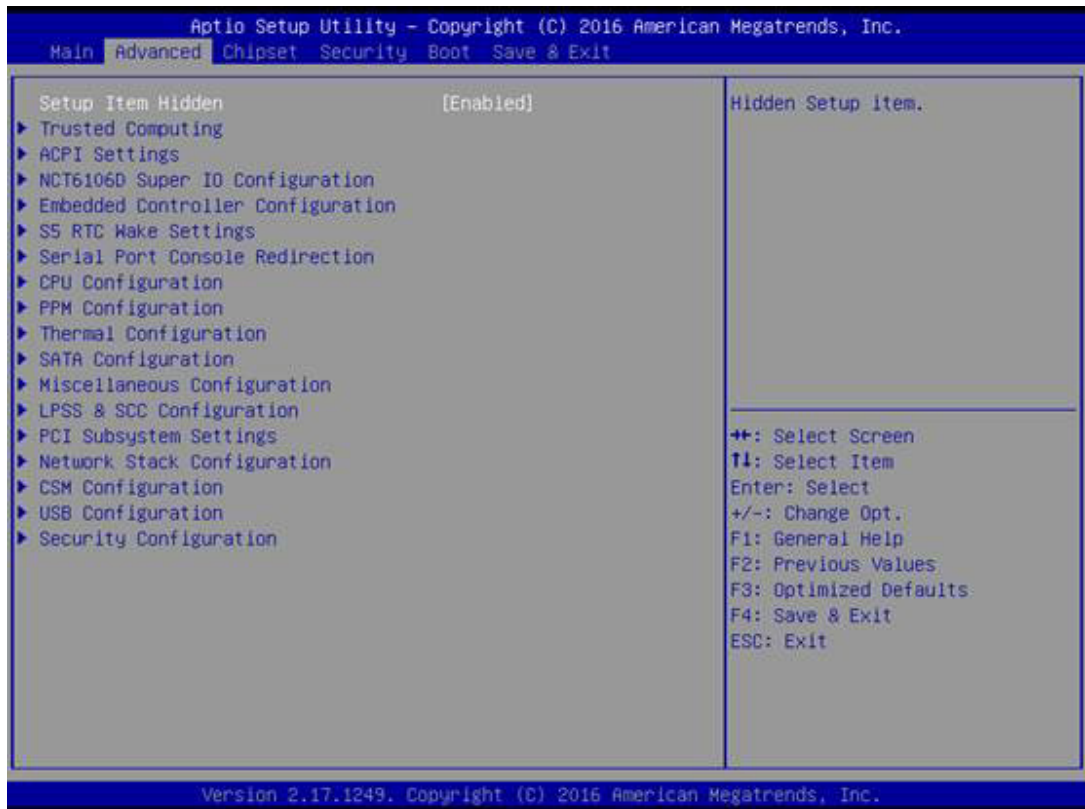 Aptio Setup Utility – Copyright (C) 2016 American Megatrends, Inc.
Main Advanced Chipset Security Boot Save & Exit
Setup Item Hidden [Enabled]
▶ Trusted Computing
▶ ACPI Settings
▶ NCT6106D Super IO Configuration
▶ Embedded Controller Configuration
▶ S5 RTC Wake Settings
▶ Serial Port Console Redirection
▶ CPU Configuration
▶ PPM Configuration
▶ Thermal Configuration
▶ SATA Configuration
▶ Miscellaneous Configuration
▶ LPSS & SCC Configuration
▶ PCI Subsystem Settings
▶ Network Stack Configuration
▶ CSM Configuration
▶ USB Configuration
▶ Security Configuration
Hidden Setup item.
→←: Select Screen
↑↓: Select Item
Enter: Select
+/-: Change Opt.
F1: General Help
F2: Previous Values
F3: Optimized Defaults
F4: Save & Exit
ESC: Exit
Version 2.17.1249. Copyright (C) 2016 American Megatrends, Inc.